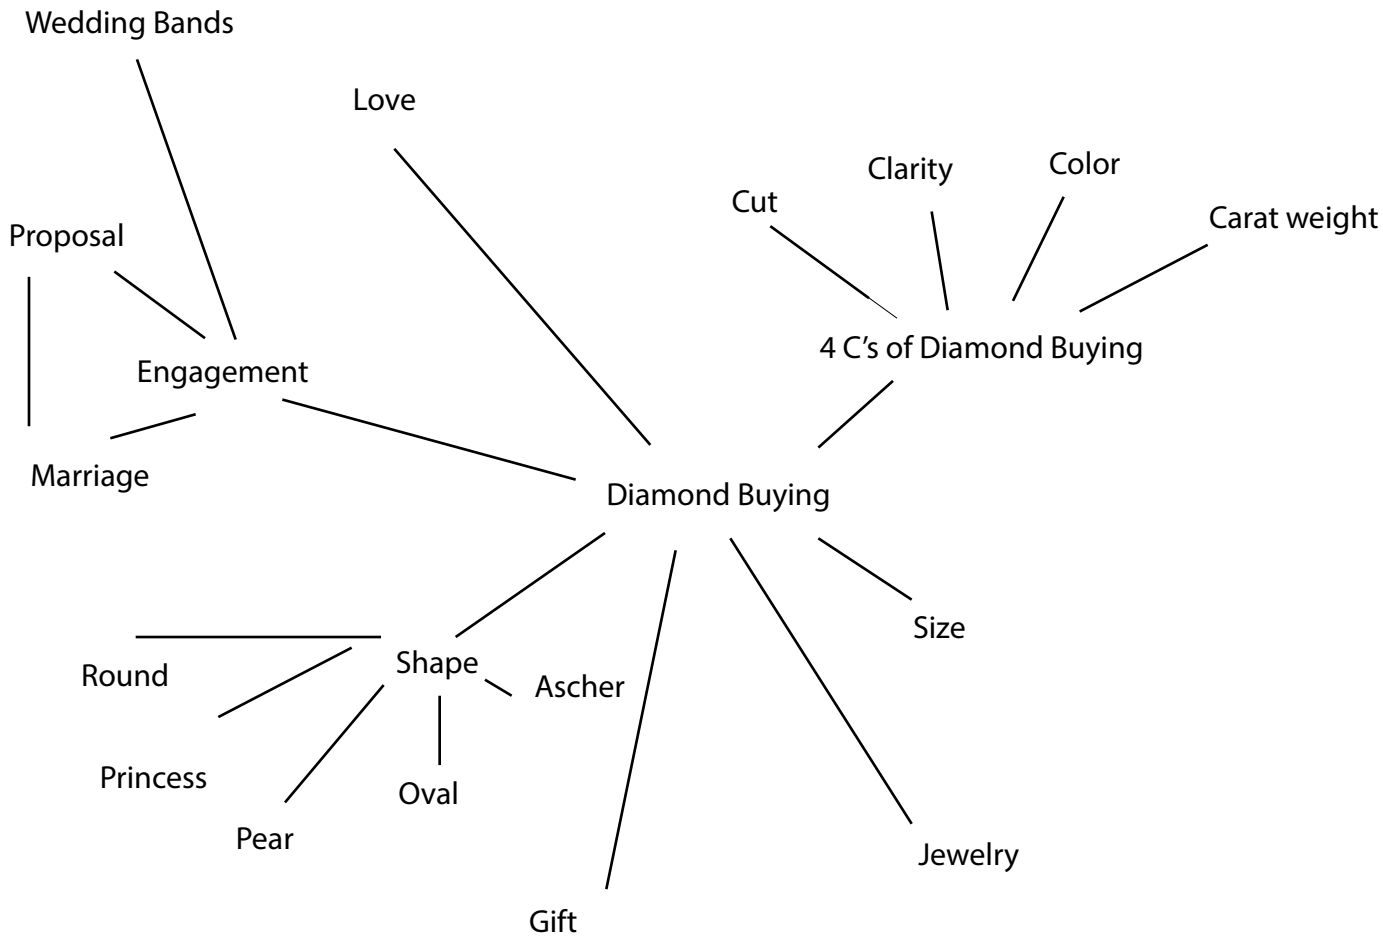 Wedding Bands
Love
Clarity
Color
Cut
Carat weight
Proposal
4 C’s of Diamond Buying
Engagement
Marriage
Diamond Buying
Size
Shape
Round
Ascher
Princess
Oval
Pear
Jewelry
Gift